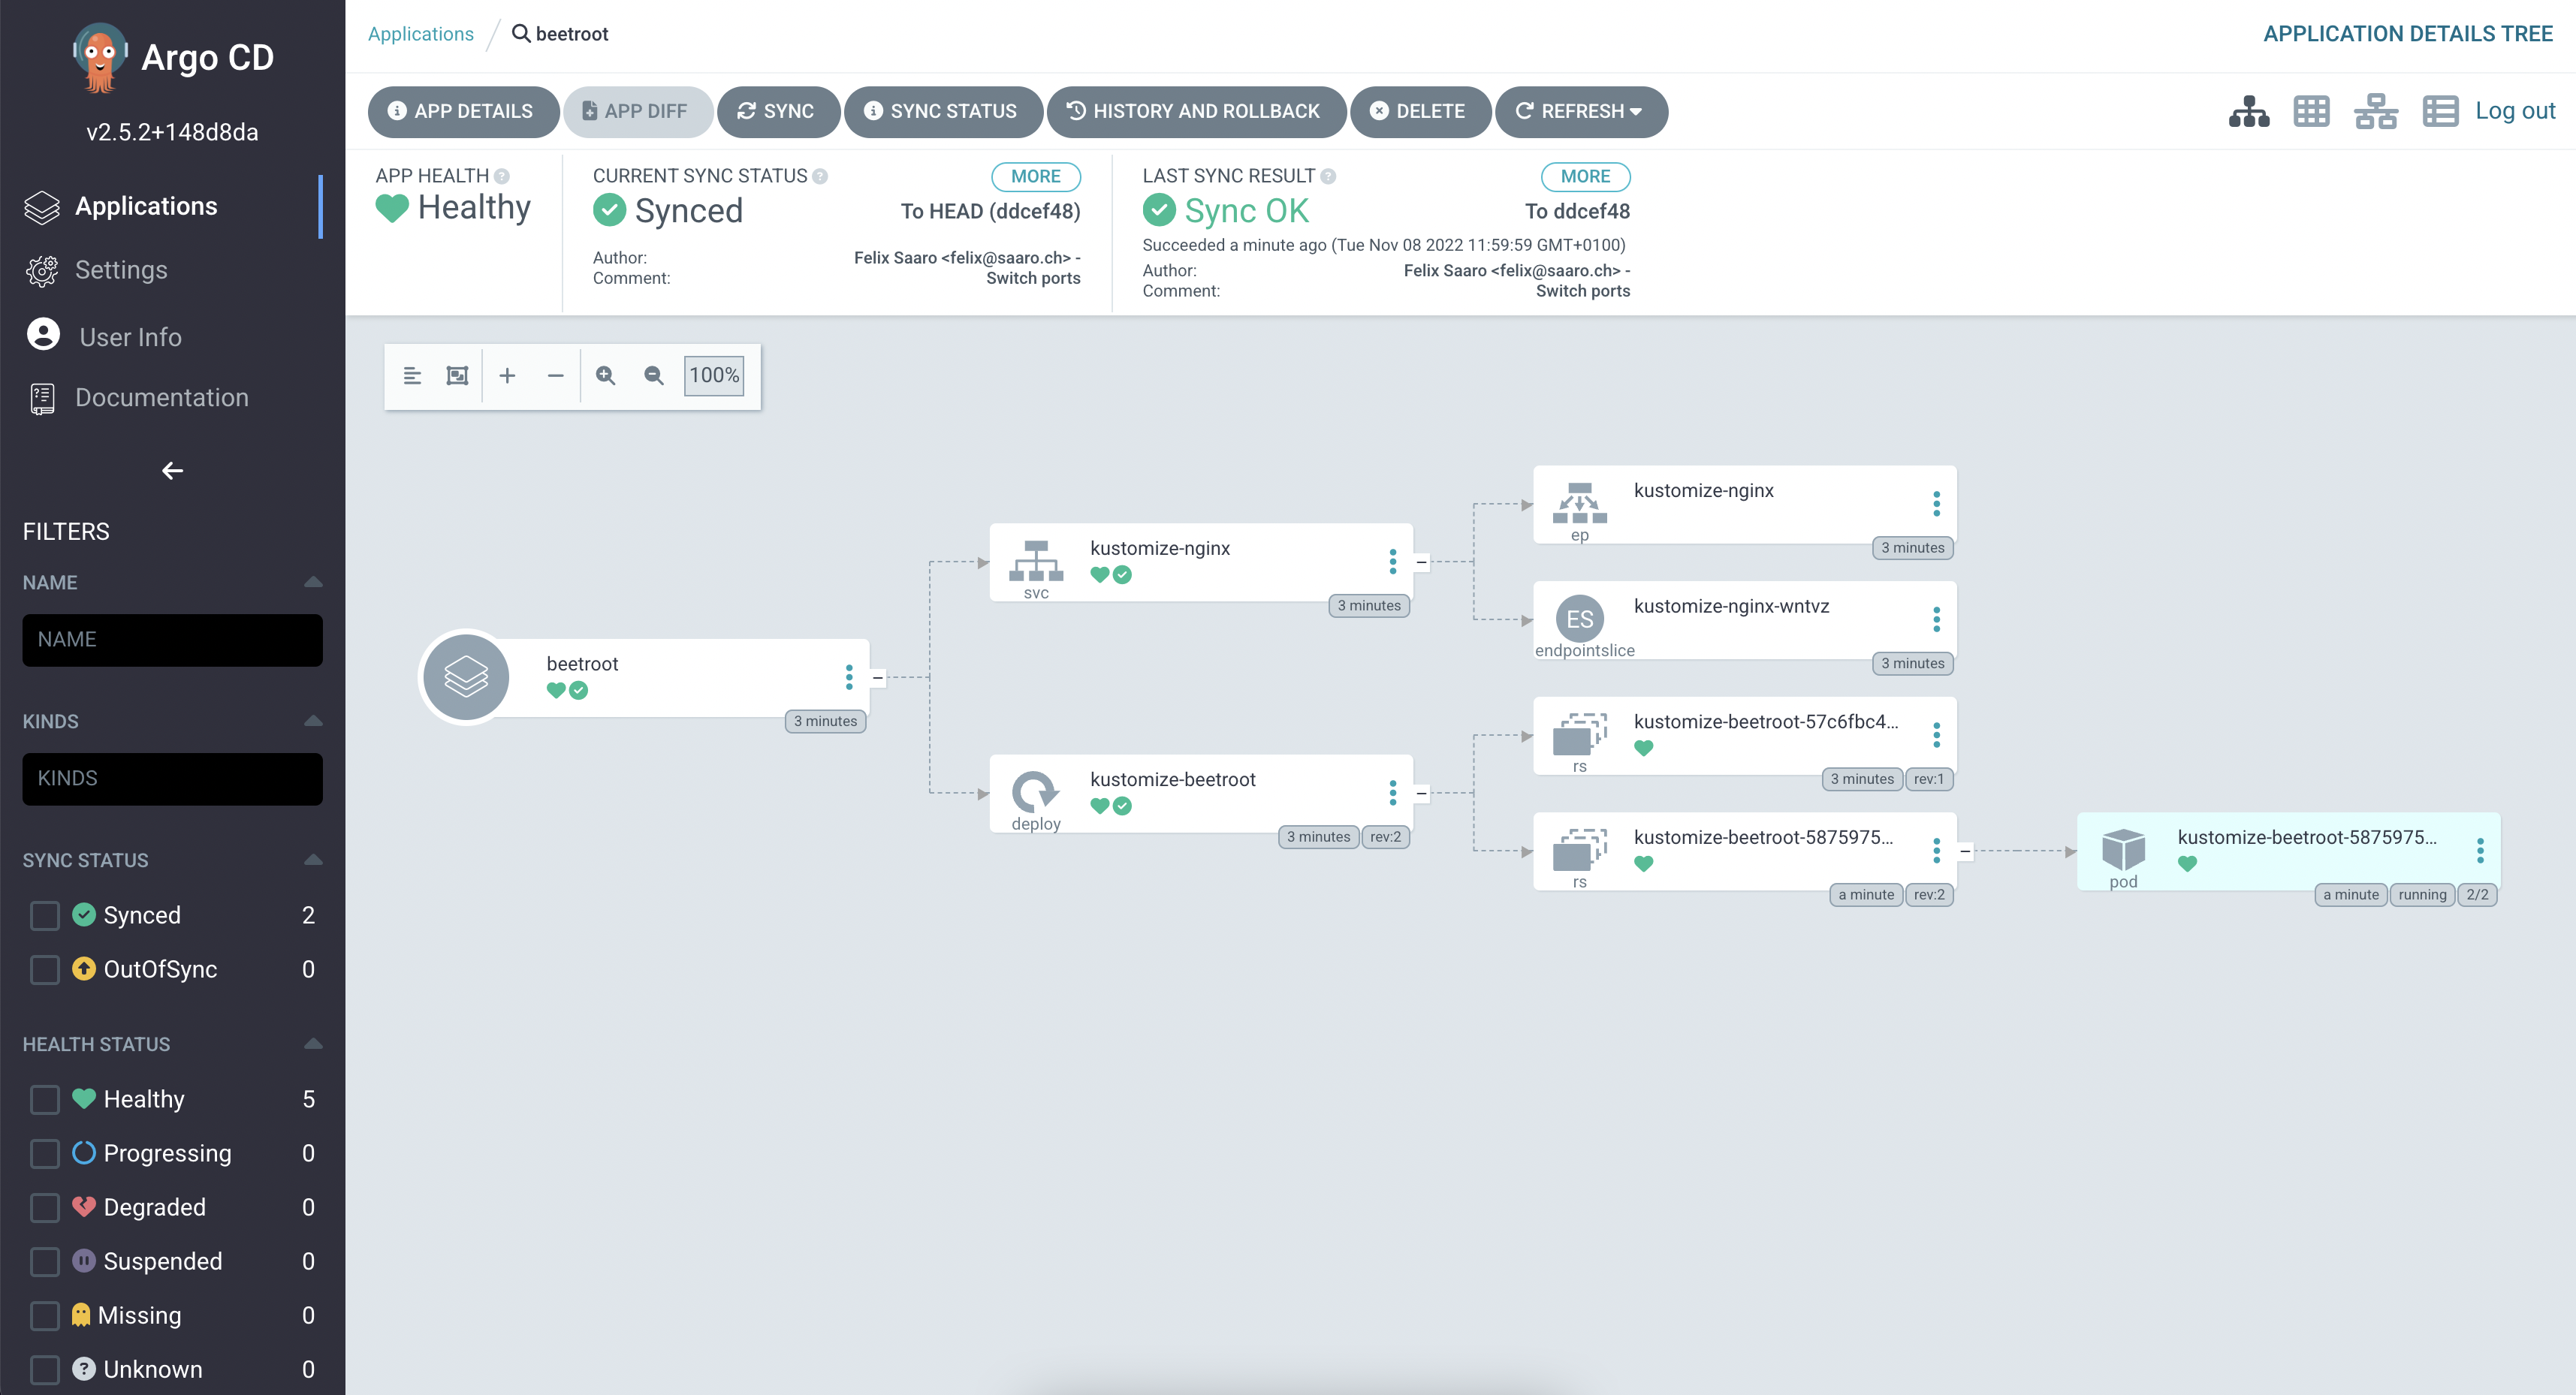 Argo CD
v2.5.2+148d8da
Applications
Settings
User Info
Documentation
FILTERS
NAME
NAME
KINDS
KINDS
SYNC STATUS
Synced 2
OutOfSync 0
HEALTH STATUS
Healthy 5
Progressing 0
Degraded 0
Suspended 0
Missing 0
Unknown 0
Applications / beetroot
APPLICATION DETAILS TREE
APP DETAILS APP DIFF SYNC SYNC STATUS HISTORY AND ROLLBACK DELETE REFRESH Log out
APP HEALTH
Healthy
CURRENT SYNC STATUS MORE
Synced To HEAD (ddcef48)
Author: Felix Saaro <felix@saaro.ch> -
Comment: Switch ports
LAST SYNC RESULT MORE
Sync OK To ddcef48
Succeeded a minute ago (Tue Nov 08 2022 11:59:59 GMT+0100)
Author: Felix Saaro <felix@saaro.ch> -
Comment: Switch ports
100%
beetroot
3 minutes
kustomize-nginx
svc
3 minutes
kustomize-beetroot
deploy
3 minutes rev:2
kustomize-nginx
ep
3 minutes
ES
kustomize-nginx-wntvz
endpointslice
3 minutes
kustomize-beetroot-57c6fbc4...
rs
3 minutes rev:1
kustomize-beetroot-5875975...
rs
a minute rev:2
kustomize-beetroot-5875975...
pod
a minute running 2/2